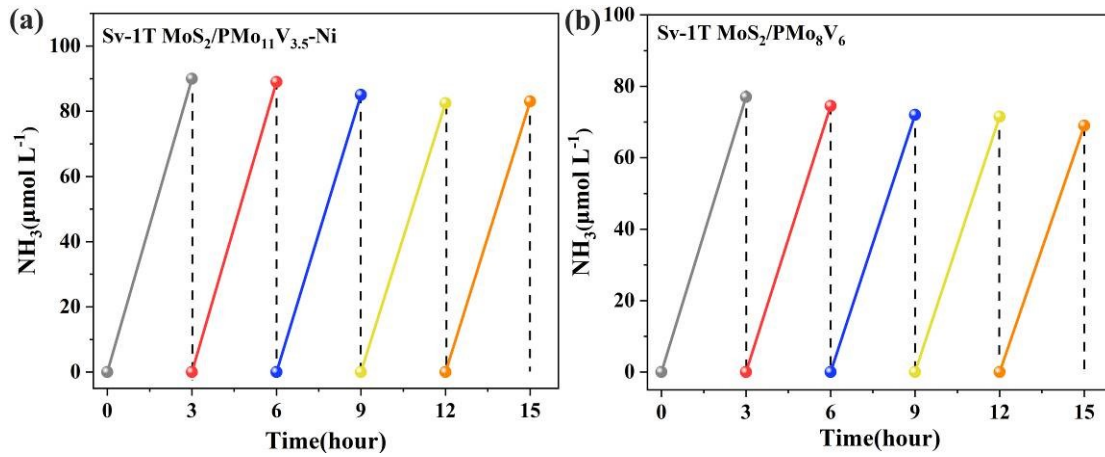 (a)
Sv-1T MoS₂/PMo₁₁V₃.₅-Ni
100
80
60
40
20
0
NH₃(μmol L⁻¹)
0 3 6 9 12 15
Time(hour)
(b)
Sv-1T MoS₂/PMo₈V₆
100
80
60
40
20
0
NH₃(μmol L⁻¹)
0 3 6 9 12 15
Time(hour)